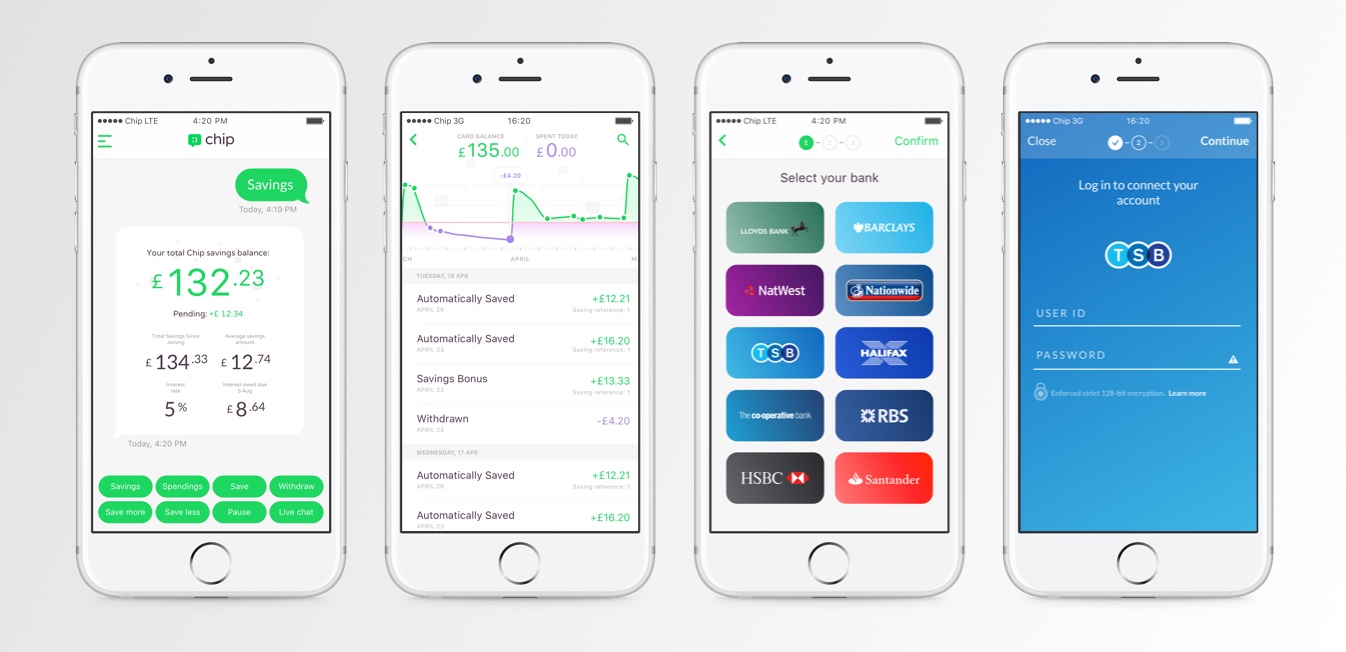 Chip LTE 4:20 PM
chip
Savings
Today, 4:19 PM
Your total Chip savings balance:
£132.23
Pending: +£ 12.34
Total Savings Since Joining
Average savings amount
£134.33 £12.74
Interest rate
Interest owed due 5 Aug
5% £8.64
Today, 4:20 PM
Savings Spendings Save Withdraw
Save more Save less Pause Live chat
Chip 3G 16:20
CARD BALANCE SPENT TODAY
£135.00 £0.00
-£4.20
CH APRIL M
TUESDAY, 18 APR
Automatically Saved +£12.21
APRIL 26 Saving reference: 1
Automatically Saved +£16.20
APRIL 23 Saving reference: 1
Savings Bonus +£13.33
APRIL 23 Saving reference: 1
Withdrawn -£4.20
APRIL 23
WEDNESDAY, 17 APR
Automatically Saved +£12.21
APRIL 26 Saving reference: 1
Automatically Saved +£16.20
APRIL 23
Chip LTE 4:20 PM
1 2 3 Confirm
Select your bank
LLOYDS BANK BARCLAYS
NatWest Nationwide
TSB HALIFAX
The co-operative bank RBS
HSBC Santander
Chip 3G 16:20
Close 2 3 Continue
Log in to connect your
account
TSB
USER ID
PASSWORD
Enforced strict 128-bit encryption. Learn more